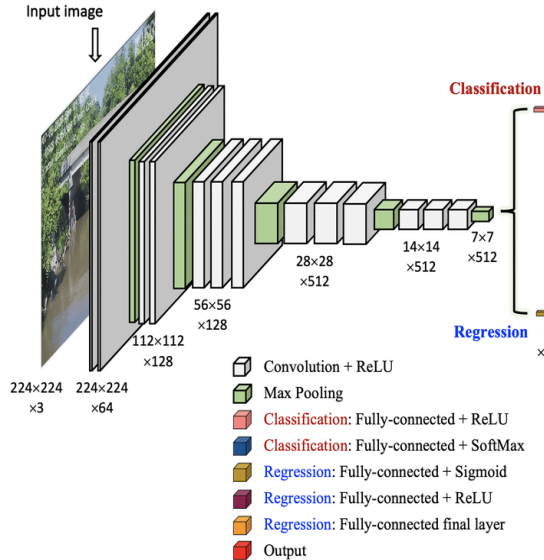 Input image
Classification
224×224
×3
224×224
×64
112×112
×128
56×56
×128
28×28
×512
14×14
×512
7×7
×512
Regression
×
Convolution + ReLU
Max Pooling
Classification: Fully-connected + ReLU
Classification: Fully-connected + SoftMax
Regression: Fully-connected + Sigmoid
Regression: Fully-connected + ReLU
Regression: Fully-connected final layer
Output